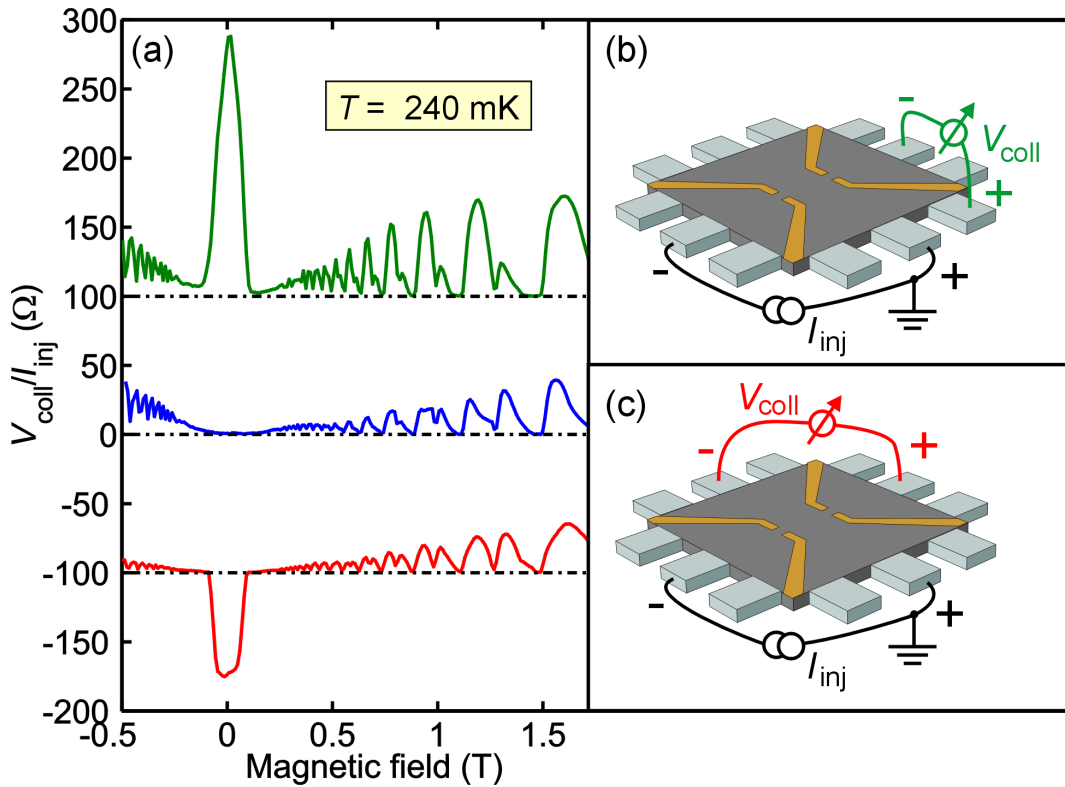 (a)
T = 240 mK
300
250
200
150
100
50
0
-50
-100
-150
-200
V_coll/I_inj (Ω)
-0.5 0 0.5 1 1.5
Magnetic field (T)
(b)
- V_coll +
- I_inj +
(c)
V_coll
- +
- I_inj +